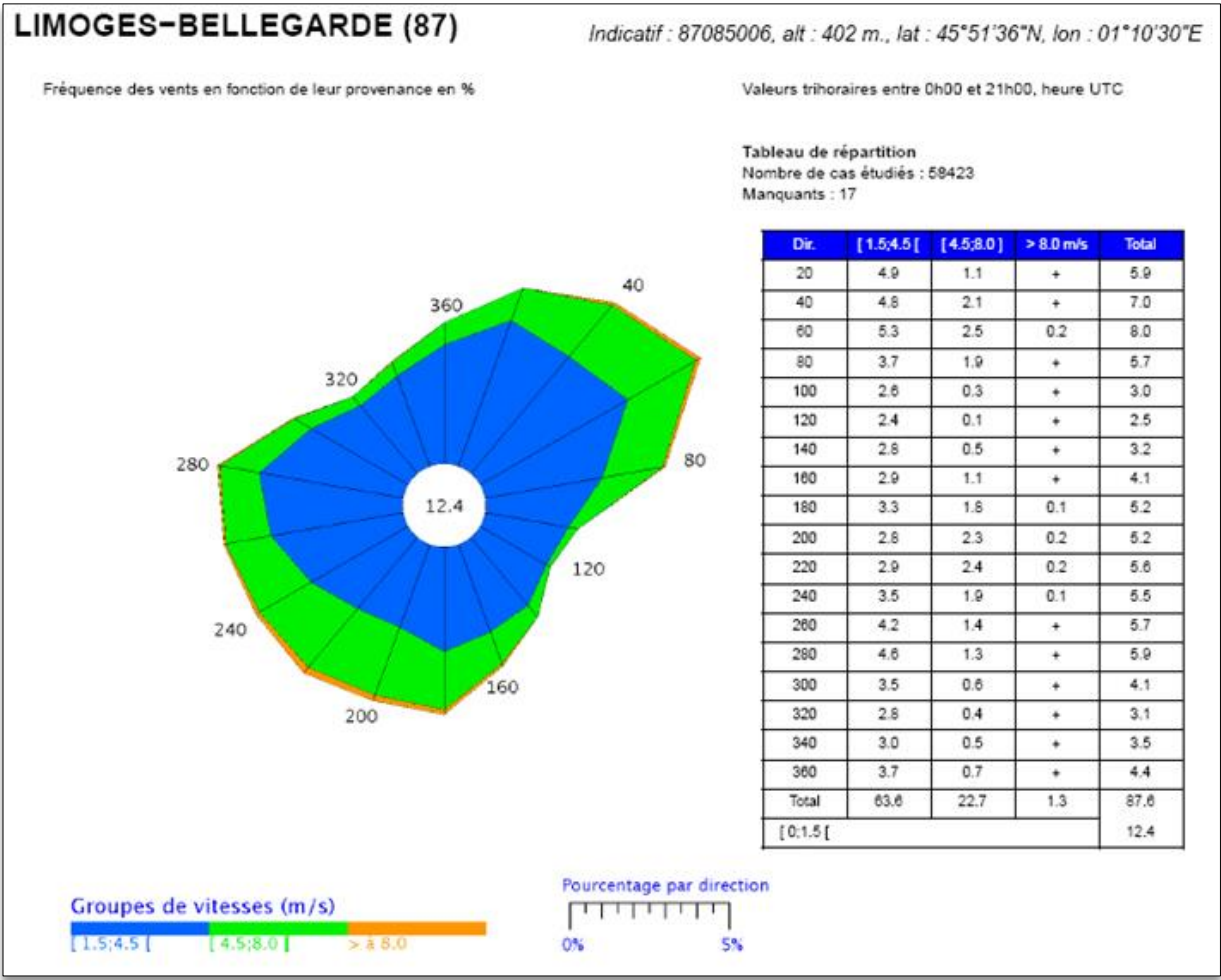 LIMOGES−BELLEGARDE (87)
Indicatif : 87085006, alt : 402 m., lat : 45°51'36"N, lon : 01°10'30"E
Fréquence des vents en fonction de leur provenance en %
Valeurs trihoraires entre 0h00 et 21h00, heure UTC
Tableau de répartition
Nombre de cas étudiés : 58423
Manquants : 17
Dir. [ 1.5;4.5 [ [ 4.5;8.0 ] > 8.0 m/s Total
20 4.9 1.1 + 5.9
40 4.8 2.1 + 7.0
60 5.3 2.5 0.2 8.0
80 3.7 1.9 + 5.7
100 2.6 0.3 + 3.0
120 2.4 0.1 + 2.5
140 2.8 0.5 + 3.2
160 2.9 1.1 + 4.1
180 3.3 1.8 0.1 5.2
200 2.8 2.3 0.2 5.2
220 2.9 2.4 0.2 5.6
240 3.5 1.9 0.1 5.5
260 4.2 1.4 + 5.7
280 4.6 1.3 + 5.9
300 3.5 0.6 + 4.1
320 2.8 0.4 + 3.1
340 3.0 0.5 + 3.5
360 3.7 0.7 + 4.4
Total 63.6 22.7 1.3 87.6
[ 0;1.5 [ 12.4
40
360
320
280
80
12.4
120
240
160
200
Groupes de vitesses (m/s)
[ 1.5;4.5 [ [ 4.5;8.0 ] > à 8.0
Pourcentage par direction
0% 5%